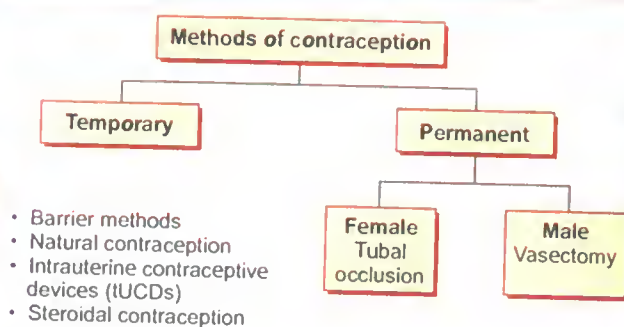 Methods of contraception
Temporary
Permanent
• Barrier methods
• Natural contraception
• Intrauterine contraceptive
devices (tUCDs)
• Steroidal contraception
Female
Tubal
occlusion
Male
Vasectomy